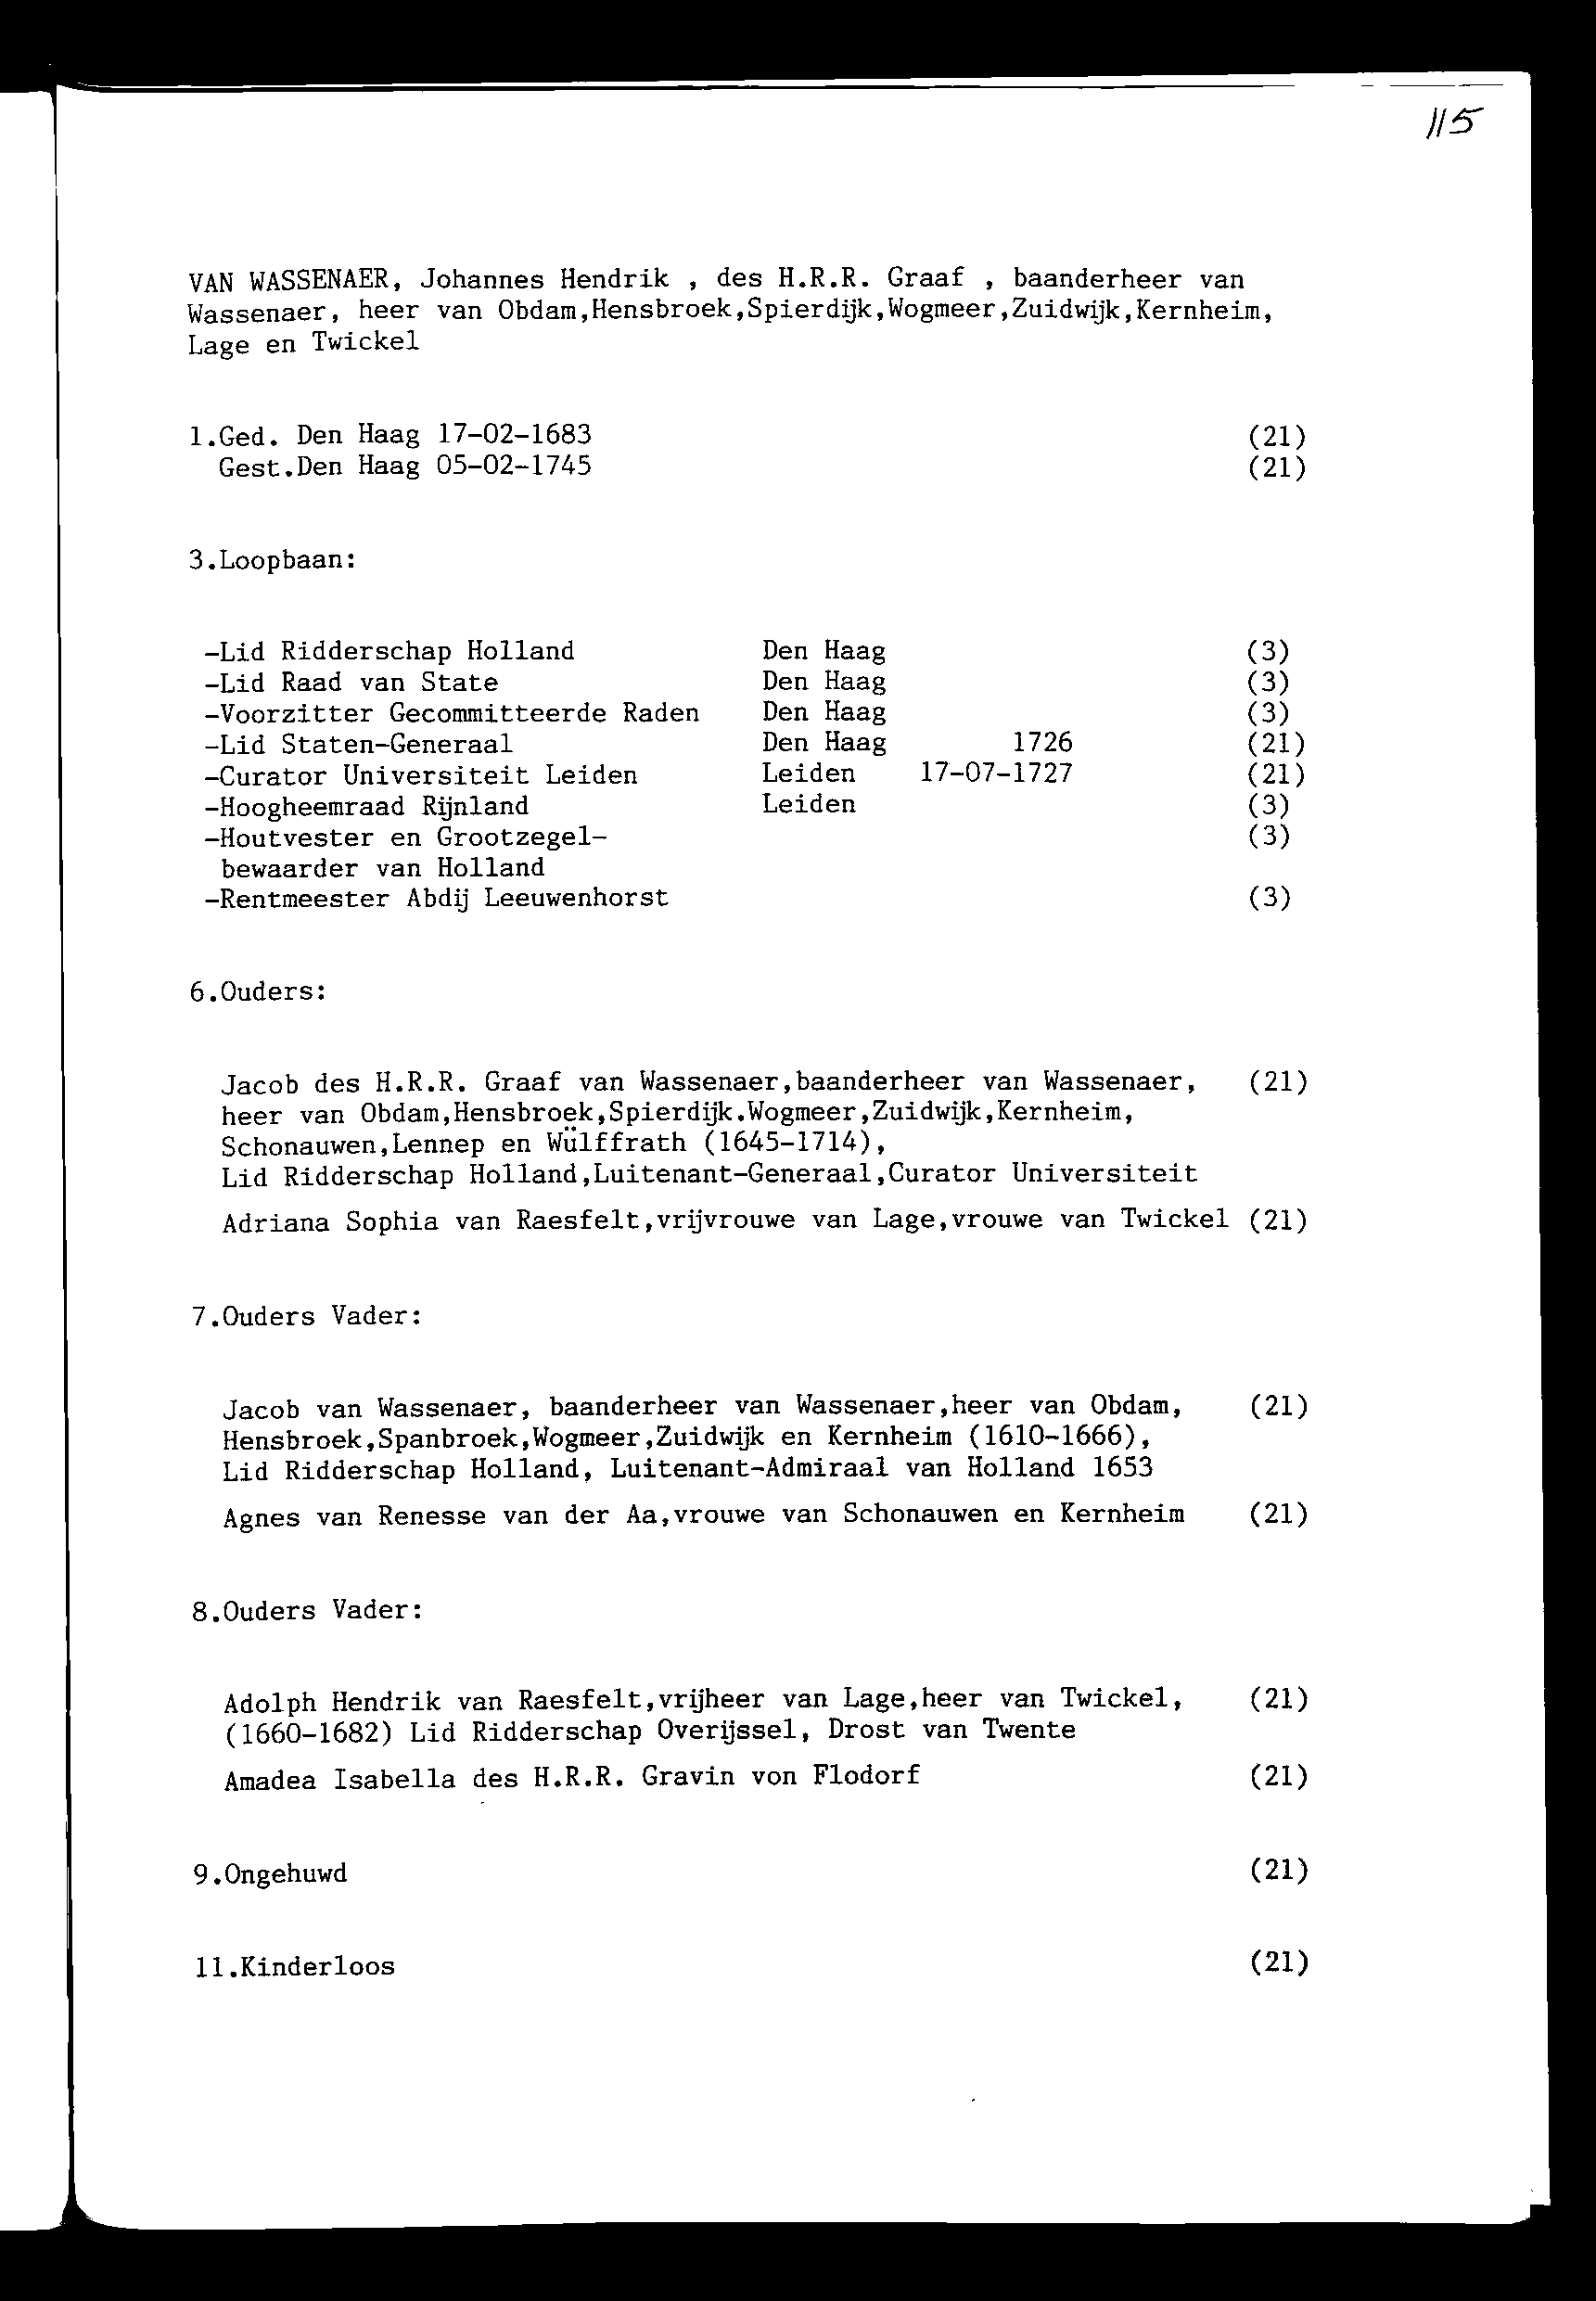 115
VAN WASSENAER, Johannes Hendrik , des H.R.R. Graaf , baanderheer van
Wassenaer, heer van Obdam,Hensbroek,Spierdijk,Wogmeer,Zuidwijk,Kernheim,
Lage en Twickel
1.Ged. Den Haag 17-02-1683 (21)
Gest.Den Haag 05-02-1745 (21)
3.Loopbaan:
-Lid Ridderschap Holland Den Haag (3)
-Lid Raad van State Den Haag (3)
-Voorzitter Gecommitteerde Raden Den Haag (3)
-Lid Staten-Generaal Den Haag 1726 (21)
-Curator Universiteit Leiden Leiden 17-07-1727 (21)
-Hoogheemraad Rijnland Leiden (3)
-Houtvester en Grootzegel- (3)
bewaarder van Holland
-Rentmeester Abdij Leeuwenhorst (3)
6.Ouders:
Jacob des H.R.R. Graaf van Wassenaer,baanderheer van Wassenaer, (21)
heer van Obdam,Hensbroek,Spierdijk.Wogmeer,Zuidwijk,Kernheim,
Schonauwen,Lennep en Wülffrath (1645-1714),
Lid Ridderschap Holland,Luitenant-Generaal,Curator Universiteit
Adriana Sophia van Raesfelt,vrijvrouwe van Lage,vrouwe van Twickel (21)
7.Ouders Vader:
Jacob van Wassenaer, baanderheer van Wassenaer,heer van Obdam, (21)
Hensbroek,Spanbroek,Wogmeer,Zuidwijk en Kernheim (1610-1666),
Lid Ridderschap Holland, Luitenant-Admiraal van Holland 1653
Agnes van Renesse van der Aa,vrouwe van Schonauwen en Kernheim (21)
8.Ouders Vader:
Adolph Hendrik van Raesfelt,vrijheer van Lage,heer van Twickel, (21)
(1660-1682) Lid Ridderschap Overijssel, Drost van Twente
Amadea Isabella des H.R.R. Gravin von Flodorf (21)
9.Ongehuwd (21)
11.Kinderloos (21)